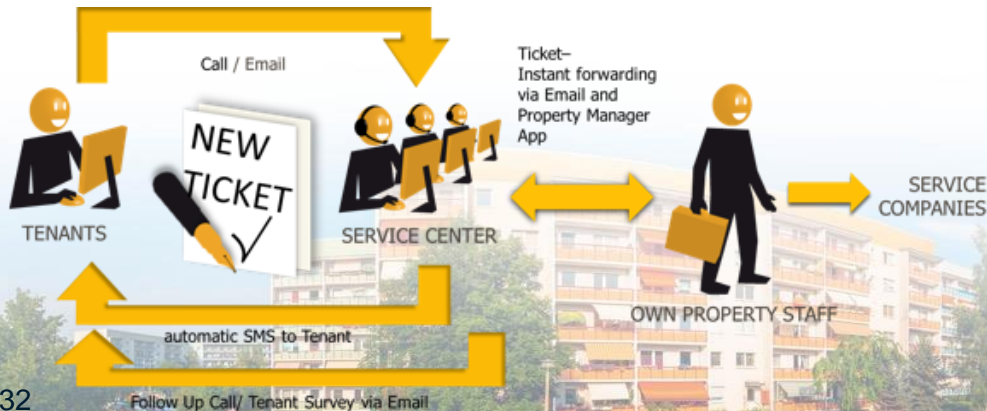 Call / Email
Ticket–
Instant forwarding
via Email and
Property Manager
App
NEW
TICKET
TENANTS
SERVICE CENTER
SERVICE
COMPANIES
OWN PROPERTY STAFF
automatic SMS to Tenant
Follow Up Call/ Tenant Survey via Email
32